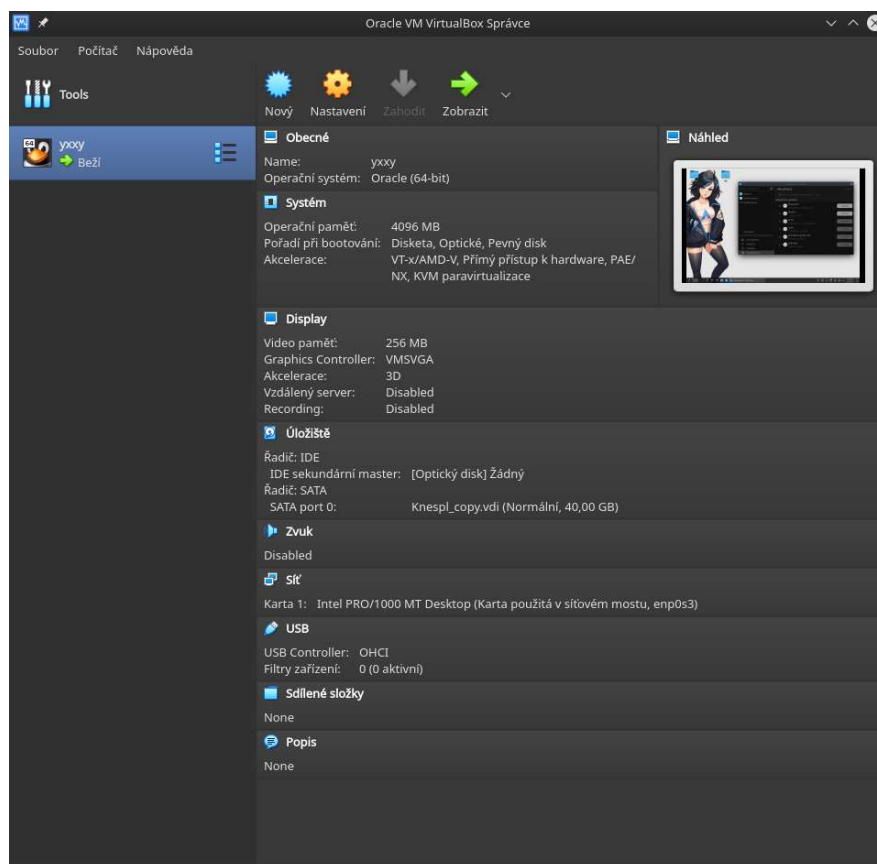 Oracle VM VirtualBox Správce
Soubor Počítač Nápověda
Tools
Nový Nastavení Zahodit Zobrazit
64
yxxy
Beží
Obecné
Name: yxxy
Operační systém: Oracle (64-bit)
Náhled
Systém
Operační paměť: 4096 MB
Pořadí při bootování: Disketa, Optické, Pevný disk
Akcelerace: VT-x/AMD-V, Přímý přístup k hardware, PAE/
NX, KVM paravirtualizace
Display
Video paměť: 256 MB
Graphics Controller: VMSVGA
Akcelerace: 3D
Vzdálený server: Disabled
Recording: Disabled
Úložiště
Řadič: IDE
IDE sekundární master: [Optický disk] Žádný
Řadič: SATA
SATA port 0: Knespl_copy.vdi (Normální, 40,00 GB)
Zvuk
Disabled
Síť
Karta 1: Intel PRO/1000 MT Desktop (Karta použitá v síťovém mostu, enp0s3)
USB
USB Controller: OHCI
Filtry zařízení: 0 (0 aktivní)
Sdílené složky
None
Popis
None